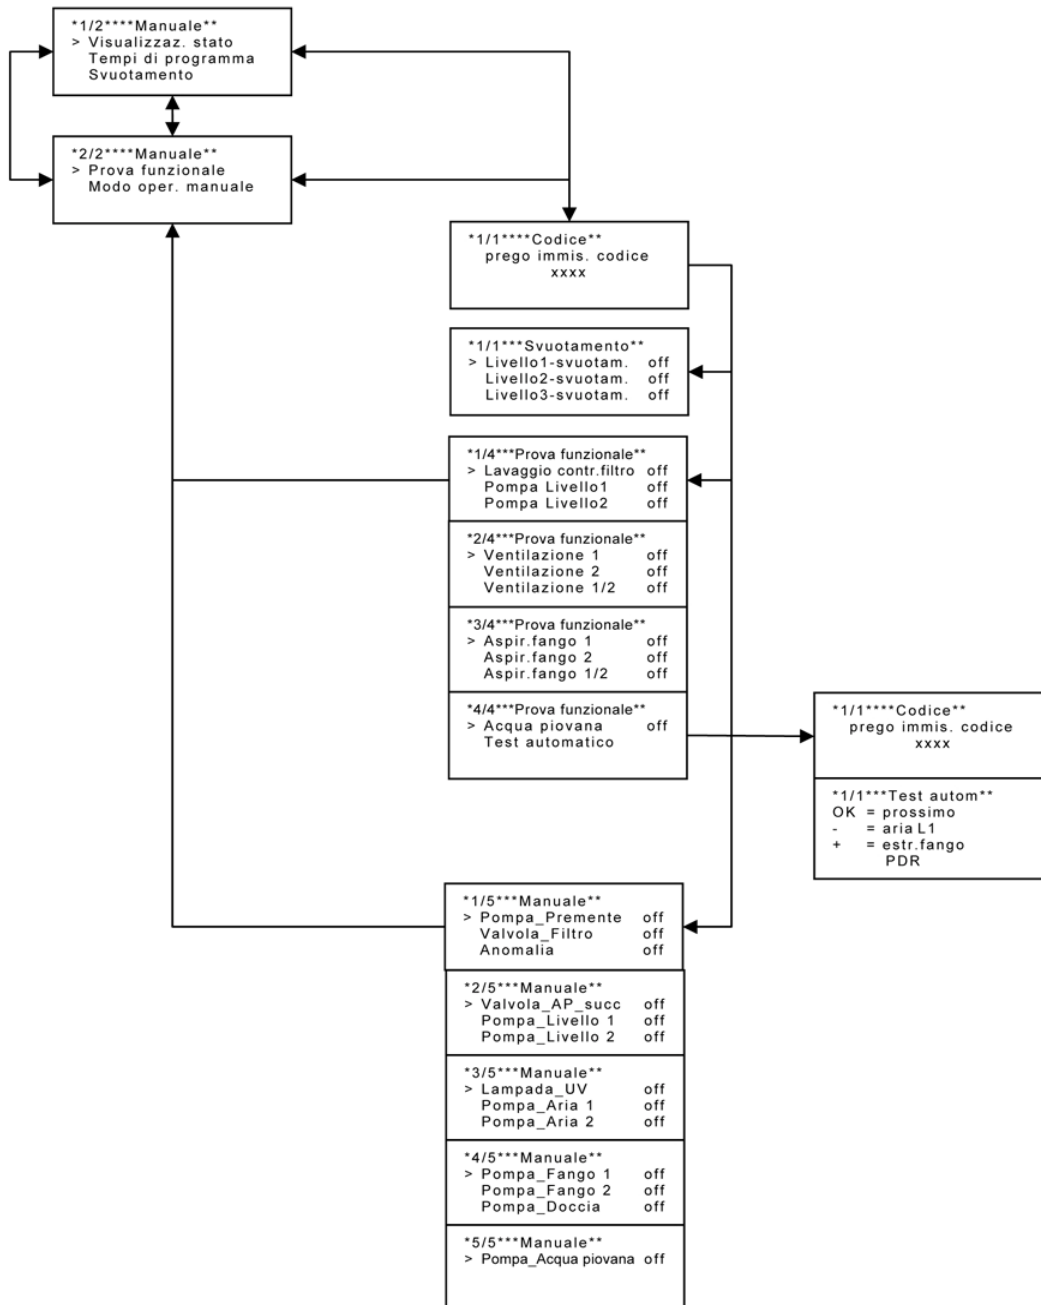 *1/2****Manuale**
> Visualizzaz. stato
Tempi di programma
Svuotamento
*2/2****Manuale**
> Prova funzionale
Modo oper. manuale
*1/1****Codice**
prego immis. codice
xxxx
*1/1***Svuotamento**
> Livello1-svuotam. off
Livello2-svuotam. off
Livello3-svuotam. off
*1/4***Prova funzionale**
> Lavaggio contr.filtro off
Pompa Livello1 off
Pompa Livello2 off
*2/4***Prova funzionale**
> Ventilazione 1 off
Ventilazione 2 off
Ventilazione 1/2 off
*3/4***Prova funzionale**
> Aspir.fango 1 off
Aspir.fango 2 off
Aspir.fango 1/2 off
*4/4***Prova funzionale**
> Acqua piovana off
Test automatico
*1/1****Codice**
prego immis. codice
xxxx
*1/1***Test autom**
OK = prossimo
- = aria L1
+ = estr.fango
PDR
*1/5***Manuale**
> Pompa_Premente off
Valvola_Filtro off
Anomalia off
*2/5***Manuale**
> Valvola_AP_succ off
Pompa_Livello 1 off
Pompa_Livello 2 off
*3/5***Manuale**
> Lampada_UV off
Pompa_Aria 1 off
Pompa_Aria 2 off
*4/5***Manuale**
> Pompa_Fango 1 off
Pompa_Fango 2 off
Pompa_Doccia off
*5/5***Manuale**
> Pompa_Acqua piovana off